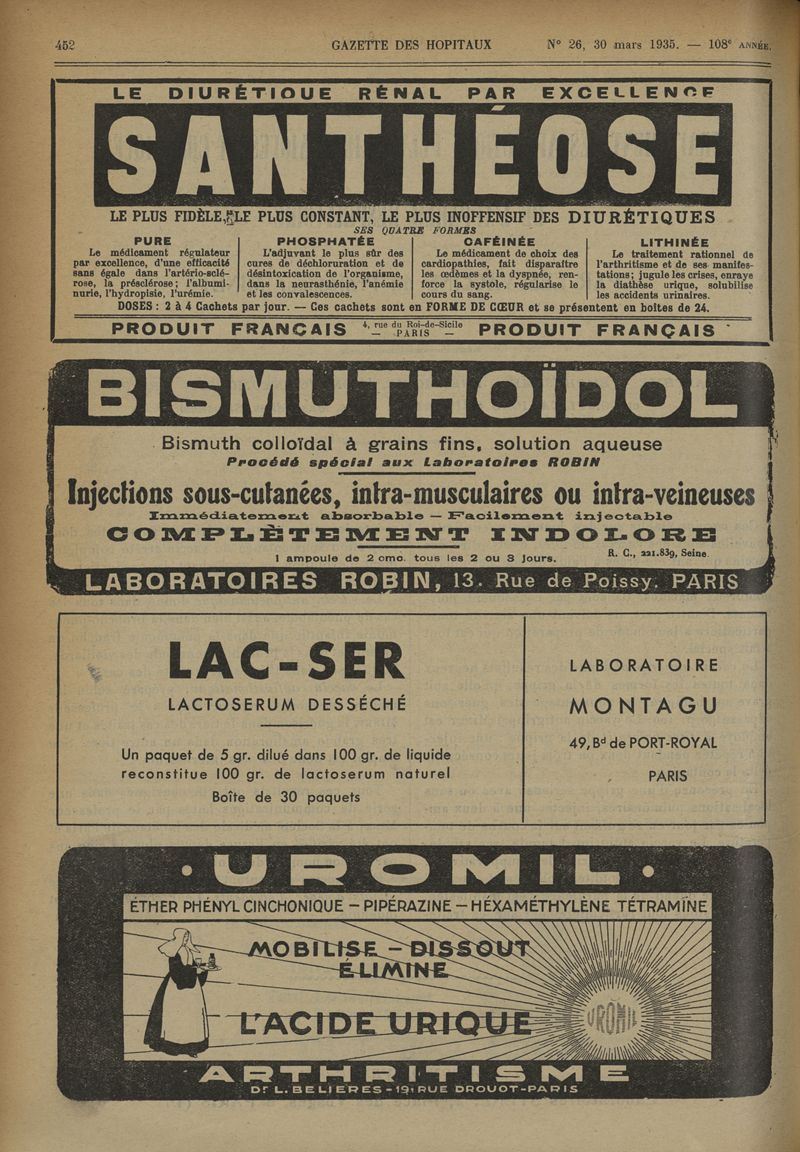 452 GAZETTE DES HOPITAUX N° 26, 30 mars 1935. — 108e ANNÉE.
LE DIURÉTIQUE RÉNAL PAR EXCELLENCE
SANTHÉOSE
LE PLUS FIDÈLE, LE PLUS CONSTANT, LE PLUS INOFFENSIF DES DIURÉTIQUES
SES QUATRE FORMES
PURE
Le médicament régulateur
par excellence, d'une efficacité
sans égale dans l'artério-sclé-
rose, la présclérose; l'albumi-
nurie, l'hydropisie, l'urémie.
PHOSPHATÉE
L'adjuvant le plus sûr des
cures de déchloruration et de
désintoxication de l'organisme,
dans la neurasthénie, l'anémie
et les convalescences.
CAFÉINÉE
Le médicament de choix des
cardiopathies, fait disparaître
les œdèmes et la dyspnée, ren-
force la systole, régularise le
cours du sang.
LITHINÉE
Le traitement rationnel de
l'arthritisme et de ses manifes-
tations; jugule les crises, enraye
la diathèse urique, solubilise
les accidents urinaires.
DOSES : 2 à 4 Cachets par jour. — Ces cachets sont en FORME DE CŒUR et se présentent en boîtes de 24.
PRODUIT FRANÇAIS 4, rue du Roi-de-Sicile PRODUIT FRANÇAIS
— PARIS —
BISMUTHOÏDOL
Bismuth colloïdal à grains fins, solution aqueuse
Procédé spécial aux Laboratoires ROBIN
Injections sous-cutanées, intra-musculaires ou intra-veineuses
Immédiatement absorbable — Facilement injectable
COMPLÈTEMENT INDOLORE
1 ampoule de 2 cmc. tous les 2 ou 3 jours. R. C., 221.839, Seine.
LABORATOIRES ROBIN, 13. Rue de Poissy. PARIS
LAC-SER
LACTOSERUM DESSÉCHÉ
Un paquet de 5 gr. dilué dans 100 gr. de liquide
reconstitue 100 gr. de lactoserum naturel
Boîte de 30 paquets
LABORATOIRE
MONTAGU
49, Bd de PORT-ROYAL
PARIS
· UROMIL ·
ÉTHER PHÉNYL CINCHONIQUE — PIPÉRAZINE — HÉXAMÉTHYLÈNE TÉTRAMÎNE
MOBILISE — DISSOUT
ÉLIMINE
L'ACIDE URIQUE
UROMIL
ARTHRITISME
Dr L. BELIERES - 19, RUE DROUOT - PARIS